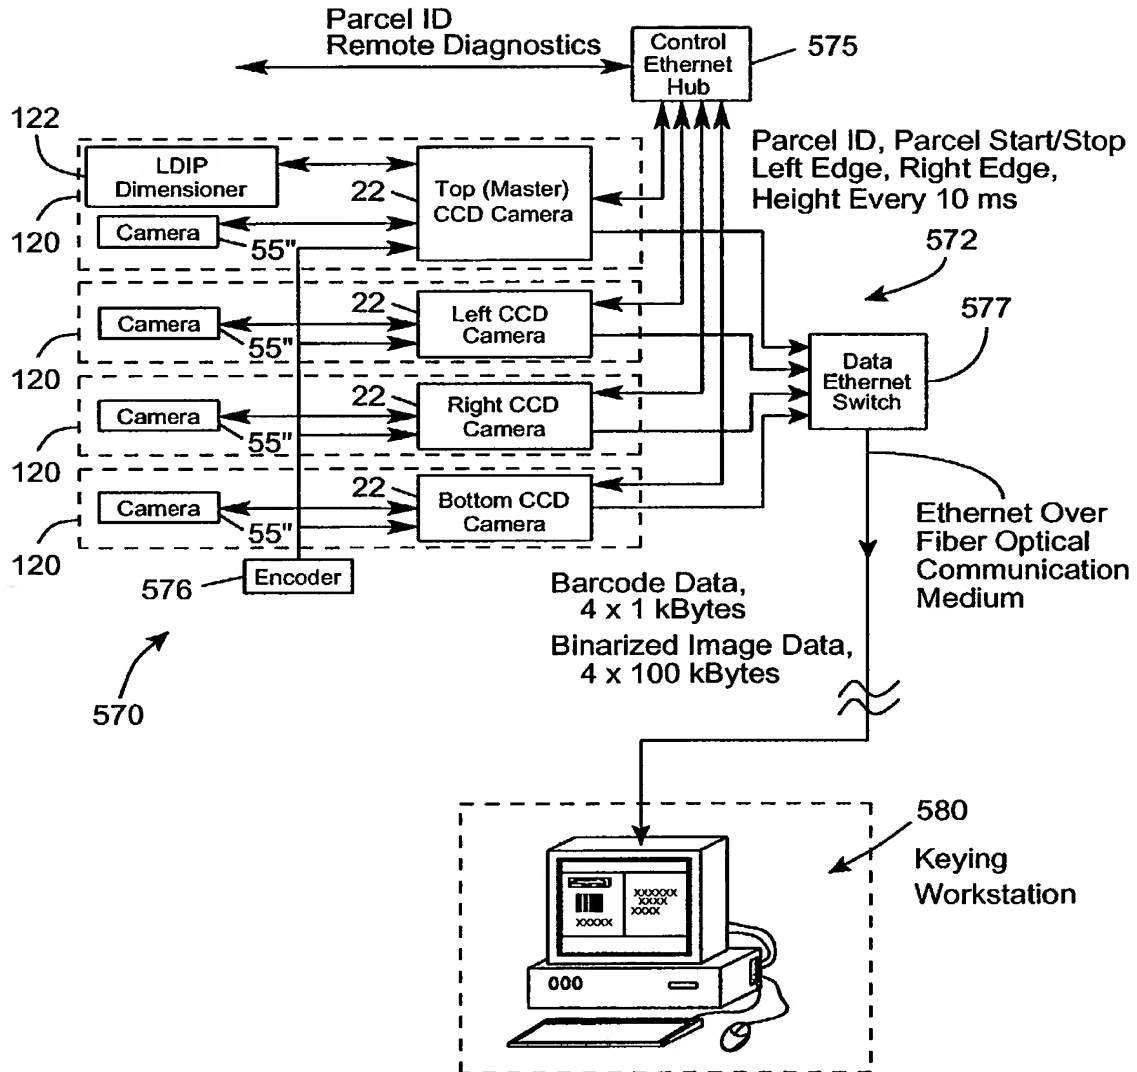 Parcel ID
Remote Diagnostics
Control
Ethernet
Hub
575
122
LDIP
Dimensioner
22
Top (Master)
CCD Camera
Parcel ID, Parcel Start/Stop
Left Edge, Right Edge,
Height Every 10 ms
120
Camera
55"
572
22
Left CCD
Camera
577
Camera
55"
120
Data
Ethernet
Switch
22
Right CCD
Camera
Camera
55"
120
22
Bottom CCD
Camera
Camera
55"
120
576
Encoder
Ethernet Over
Fiber Optical
Communication
Medium
Barcode Data,
4 x 1 kBytes
Binarized Image Data,
4 x 100 kBytes
570
580
Keying
Workstation
xxxxx
xxxxxx
xxxx
xxxx
000